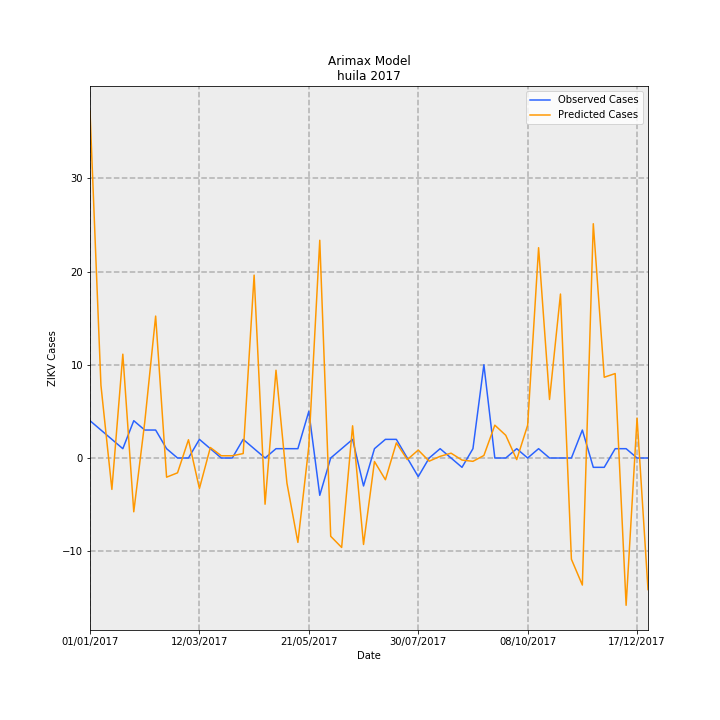 Arimax Model
huila 2017
Observed Cases
Predicted Cases
ZIKV Cases
30
20
10
0
−10
01/01/2017 12/03/2017 21/05/2017 30/07/2017 08/10/2017 17/12/2017
Date